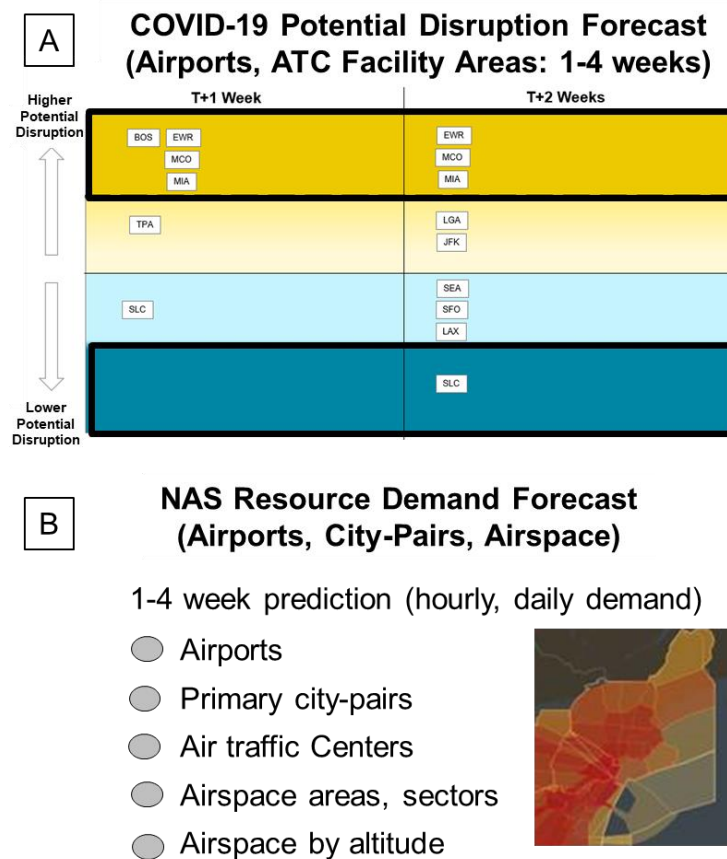 A
COVID-19 Potential Disruption Forecast
(Airports, ATC Facility Areas: 1-4 weeks)
Higher
Potential
Disruption
T+1 Week
T+2 Weeks
BOS EWR
MCO
MIA
EWR
MCO
MIA
TPA
LGA
JFK
SLC
SEA
SFO
LAX
SLC
Lower
Potential
Disruption
B
NAS Resource Demand Forecast
(Airports, City-Pairs, Airspace)
1-4 week prediction (hourly, daily demand)
Airports
Primary city-pairs
Air traffic Centers
Airspace areas, sectors
Airspace by altitude